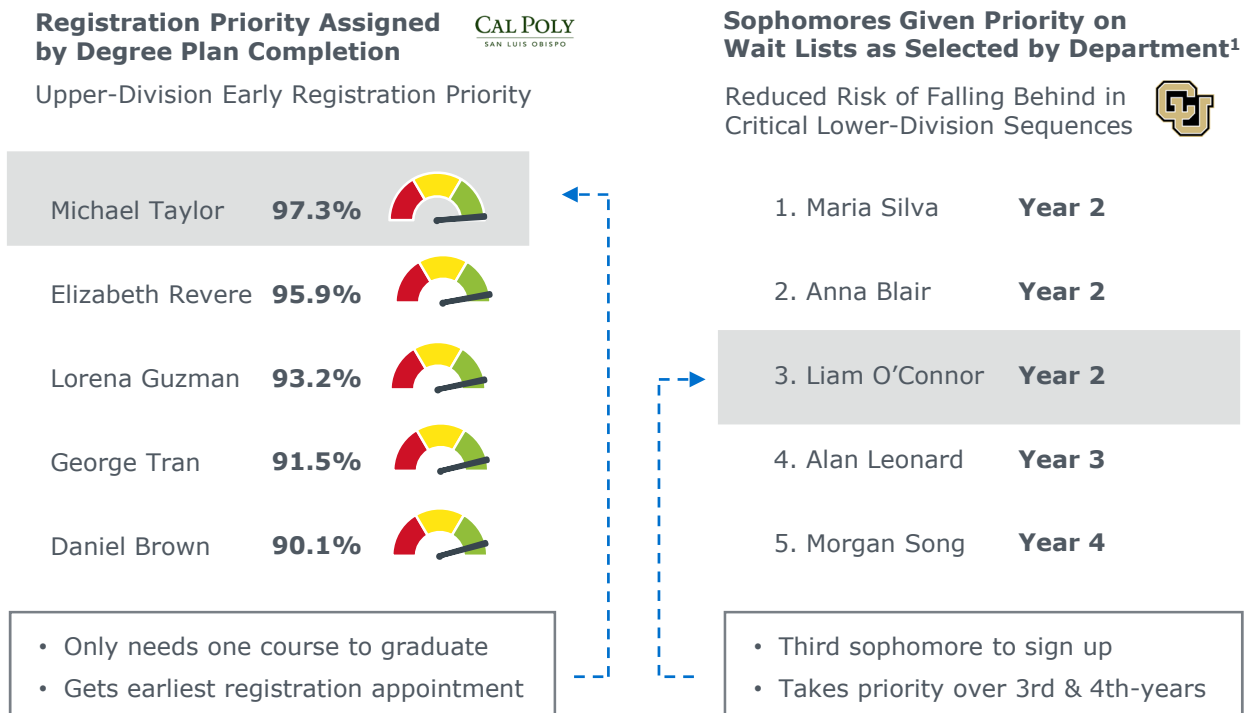 Registration Priority Assigned
by Degree Plan Completion
CAL POLY
SAN LUIS OBISPO
Upper-Division Early Registration Priority
Michael Taylor 97.3%
Elizabeth Revere 95.9%
Lorena Guzman 93.2%
George Tran 91.5%
Daniel Brown 90.1%
• Only needs one course to graduate
• Gets earliest registration appointment
Sophomores Given Priority on
Wait Lists as Selected by Department¹
Reduced Risk of Falling Behind in
Critical Lower-Division Sequences
CU
1. Maria Silva Year 2
2. Anna Blair Year 2
3. Liam O’Connor Year 2
4. Alan Leonard Year 3
5. Morgan Song Year 4
• Third sophomore to sign up
• Takes priority over 3rd & 4th-years